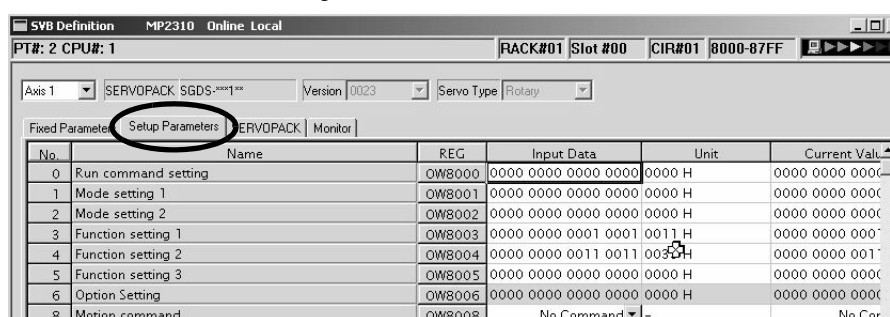 SVB Definition MP2310 Online Local
PT#: 2 CPU#: 1 RACK#01 Slot #00 CIR#01 8000-87FF
Axis 1 SERVOPACK SGDS-***1** Version 0023 Servo Type Rotary
Fixed Parameters Setup Parameters SERVOPACK Monitor
No. Name REG Input Data Unit Current Valu
0 Run command setting OW8000 0000 0000 0000 0000 0000 H 0000 0000 0000
1 Mode setting 1 OW8001 0000 0000 0000 0000 0000 H 0000 0000 0000
2 Mode setting 2 OW8002 0000 0000 0000 0000 0000 H 0000 0000 0000
3 Function setting 1 OW8003 0000 0000 0001 0001 0011 H 0000 0000 000
4 Function setting 2 OW8004 0000 0000 0011 0011 H 0000 0000 001
5 Function setting 3 OW8005 0000 0000 0000 0000 0000 H 0000 0000 0000
6 Option Setting OW8006 0000 0000 0000 0000 0000 H 0000 0000 0000
8 Motion command OW8008 No Command - No Com